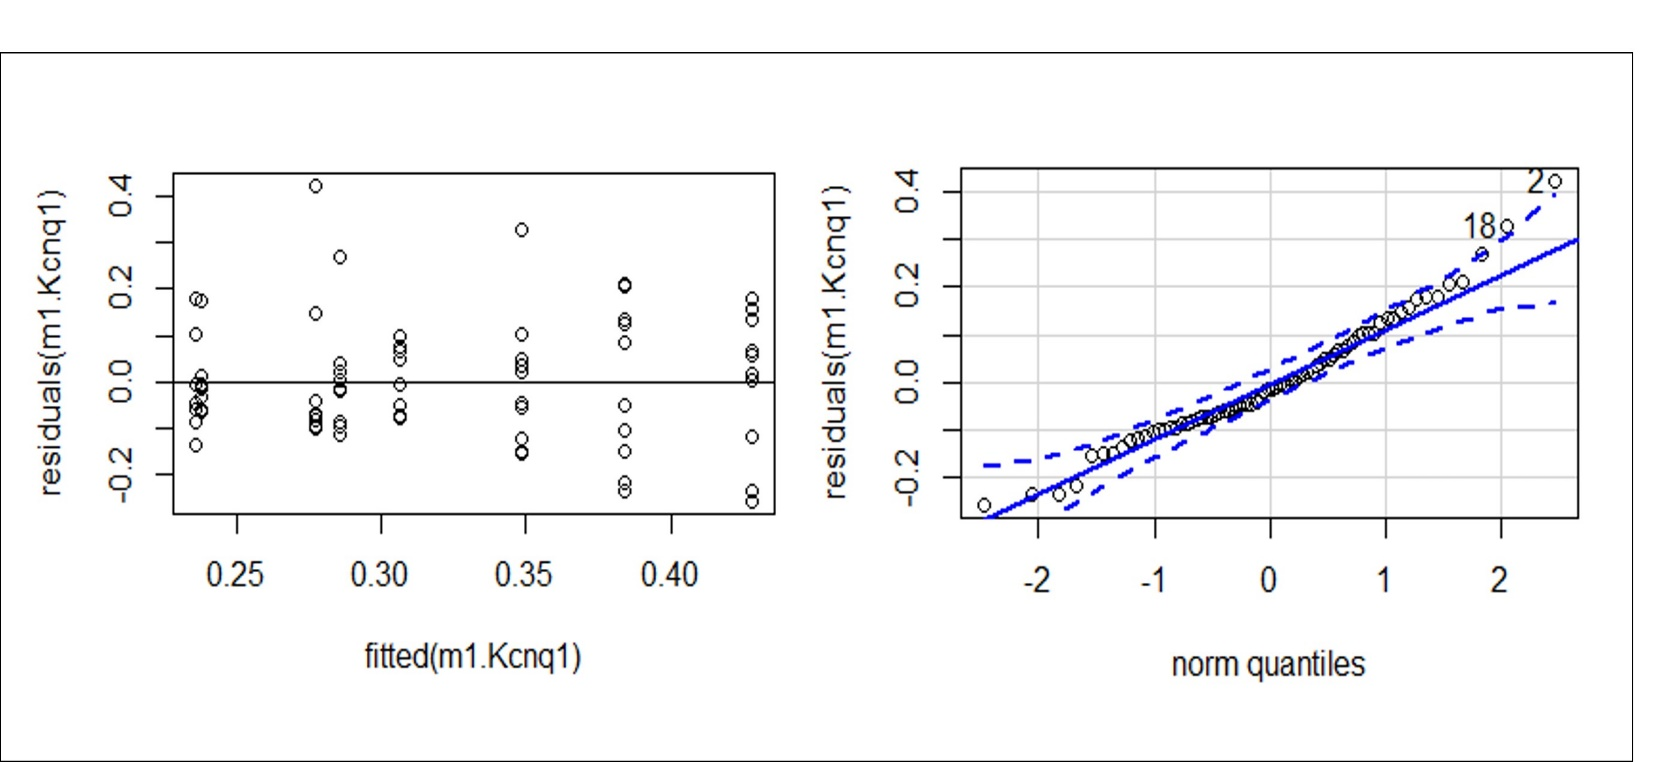 residuals(m1.Kcnq1)
0.4
0.2
0.0
-0.2
0.25 0.30 0.35 0.40
fitted(m1.Kcnq1)
residuals(m1.Kcnq1)
0.4
0.2
0.0
-0.2
2
18
-2 -1 0 1 2
norm quantiles